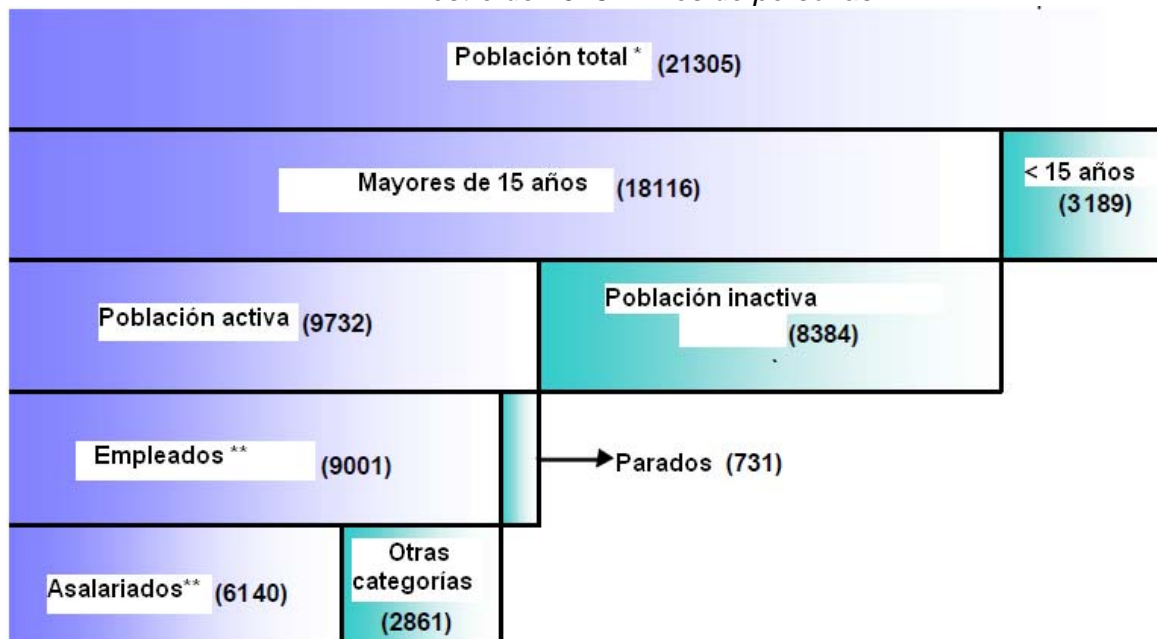 Población total * (21305)
Mayores de 15 años (18116)
< 15 años
(3189)
Población activa (9732)
Población inactiva
(8384)
Empleados ** (9001)
Parados (731)
Asalariados** (6140)
Otras
categorías
(2861)